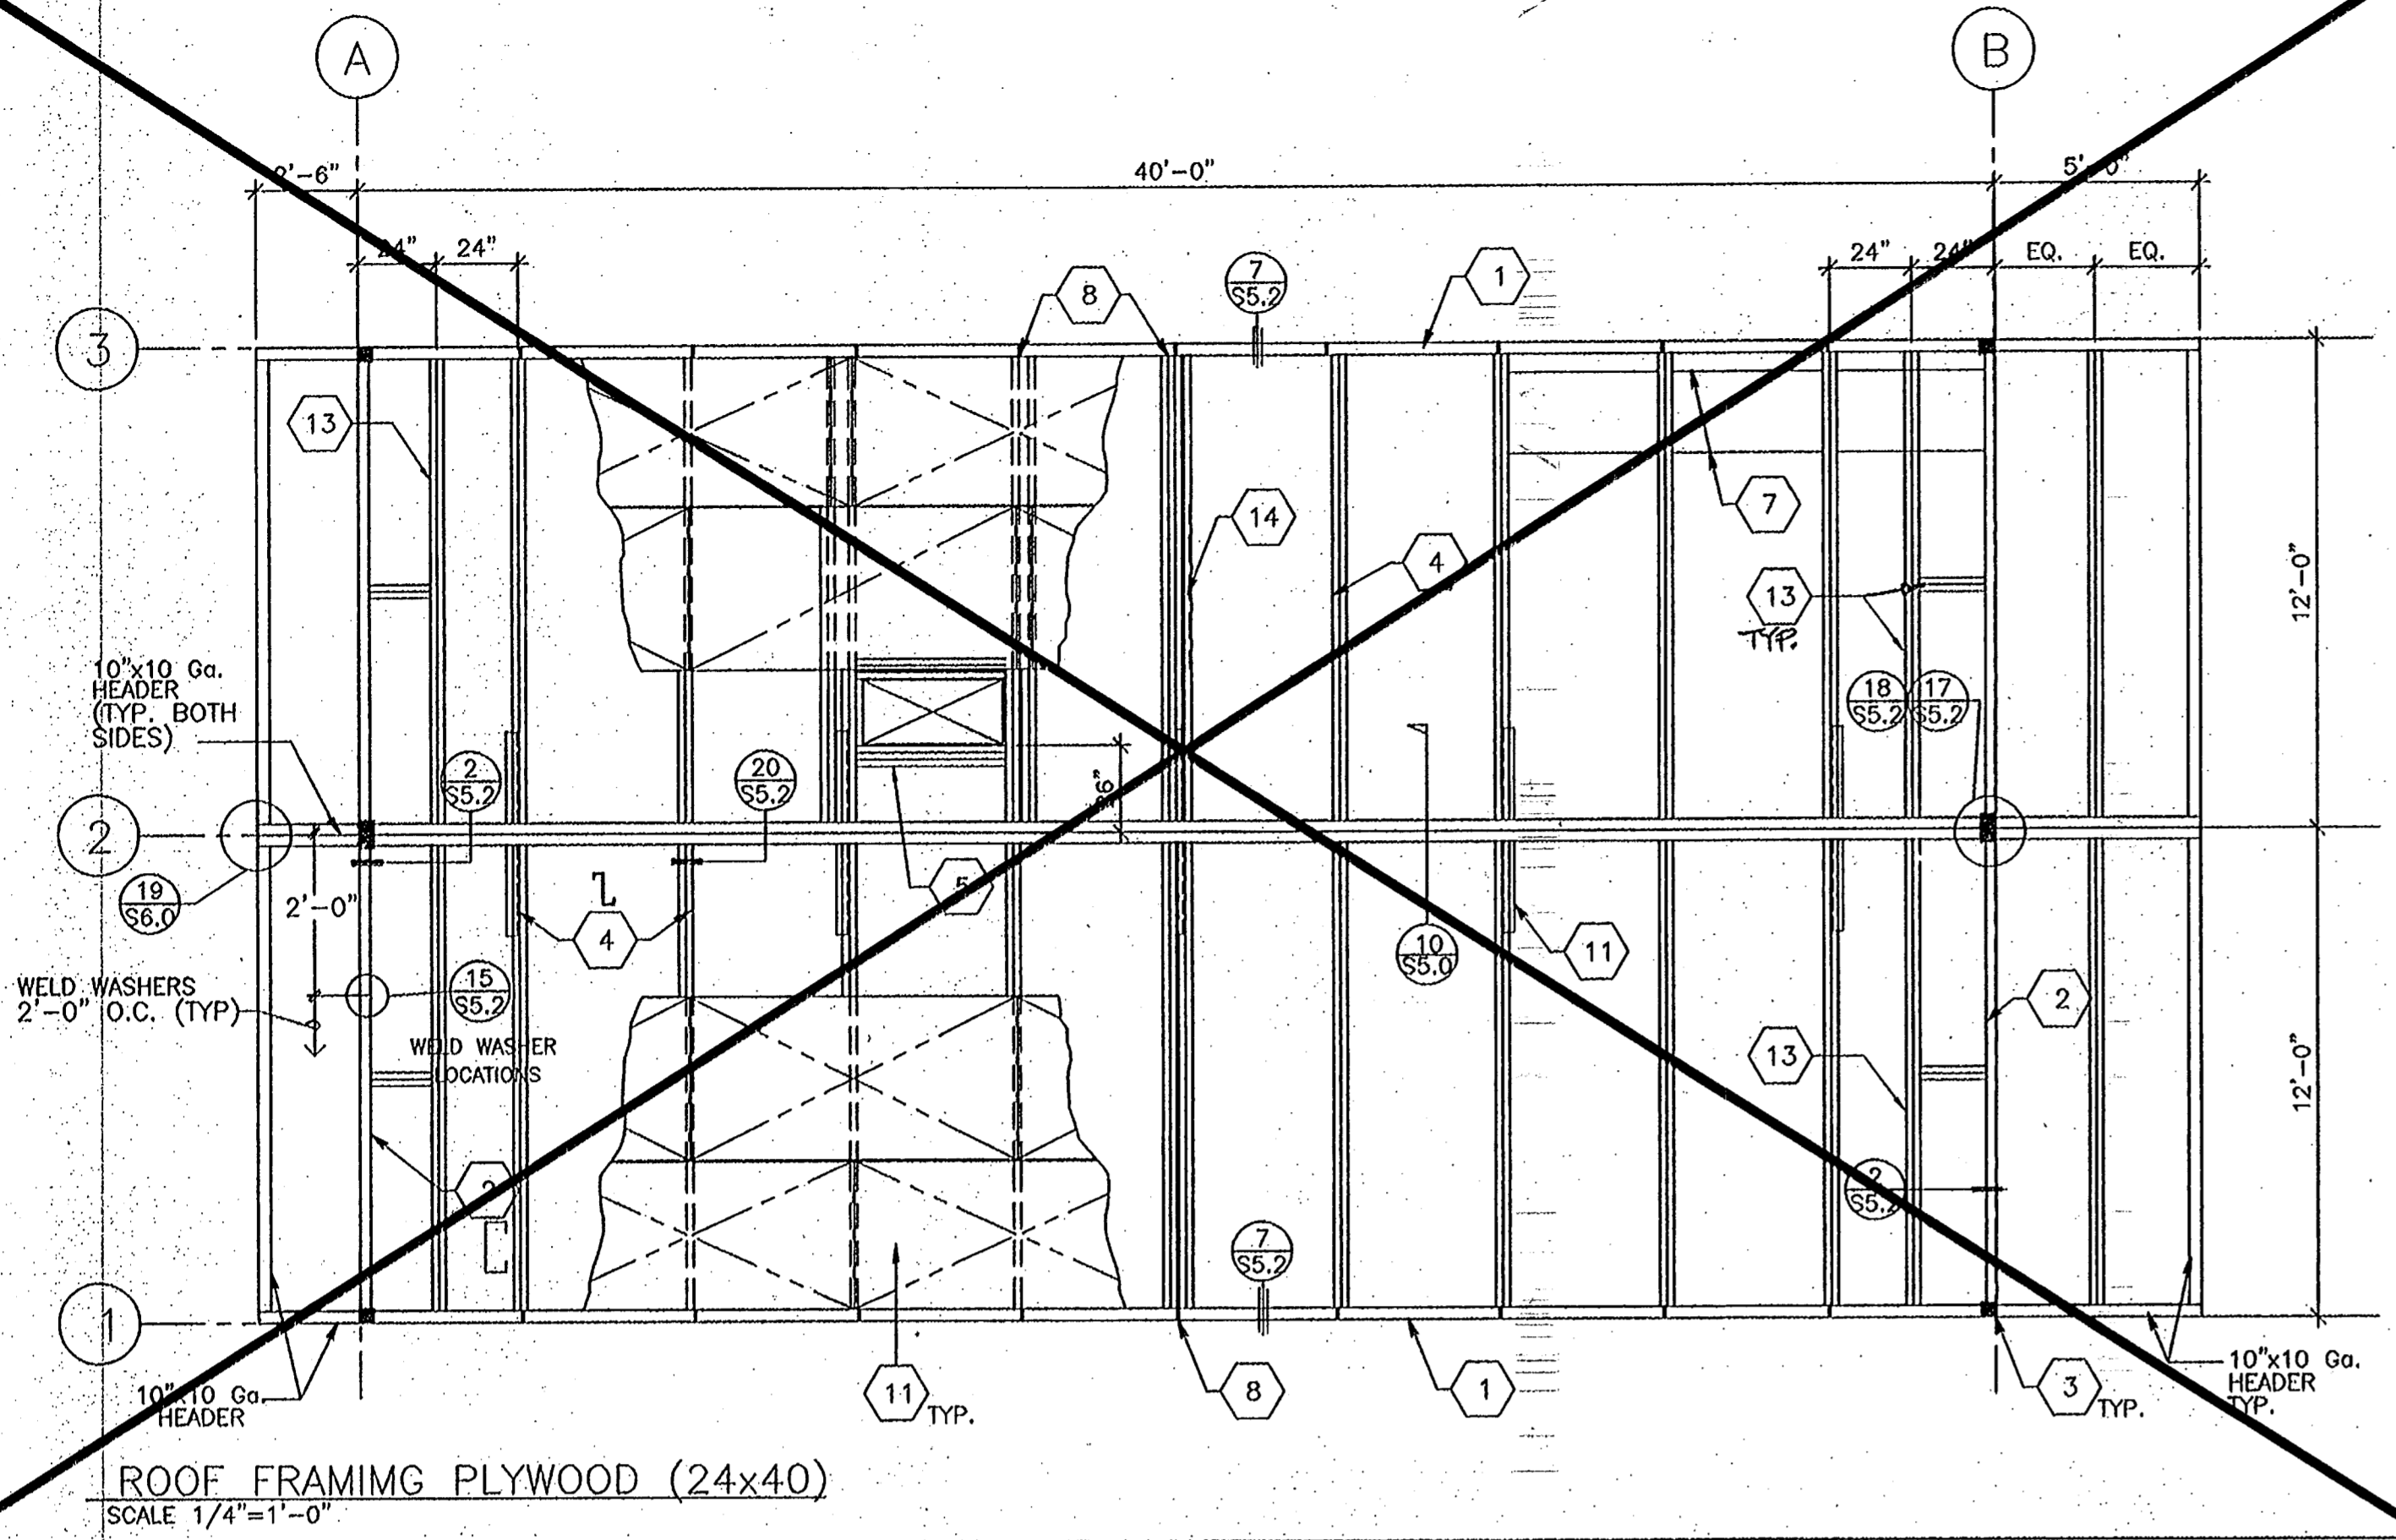 A
B
40'-0"
24"
24"
EQ.
EQ.
7
S5.2
8
1
3
13
14
4
7
13
TYP.
12'-0"
10"x10 Ga.
HEADER
(TYP. BOTH
SIDES)
18
S5.2
17
S5.2
2
S5.2
20
S5.2
2
19
S6.0
2'-0"
4
5
10
S5.0
11
WELD WASHERS
2'-0" O.C. (TYP)
15
S5.2
2
WELD WASHER
LOCATIONS
13
12'-0"
2
2
S5.2
7
S5.2
1
10"x10 Ga.
HEADER
11
TYP.
8
1
3
TYP.
10"x10 Ga.
HEADER
TYP.
ROOF FRAMIMG PLYWOOD (24x40)
SCALE 1/4"=1'-0"